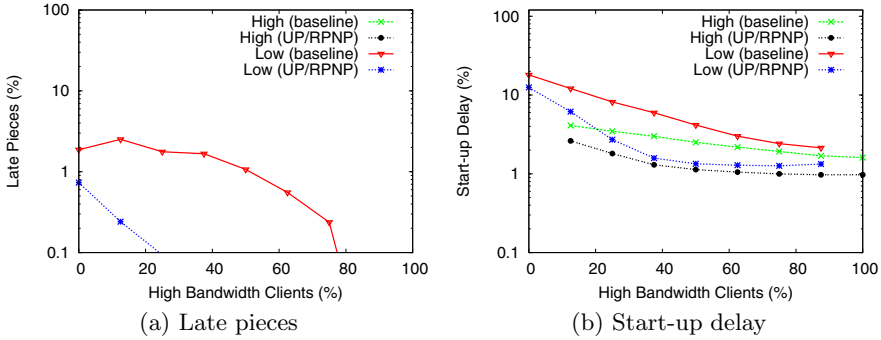 100
10
1
0.1
Late Pieces (%)
High (baseline)
High (UP/RPNP)
Low (baseline)
Low (UP/RPNP)
0 20 40 60 80 100
High Bandwidth Clients (%)
(a) Late pieces
100
10
1
0.1
Start-up Delay (%)
High (baseline)
High (UP/RPNP)
Low (baseline)
Low (UP/RPNP)
0 20 40 60 80 100
High Bandwidth Clients (%)
(b) Start-up delay